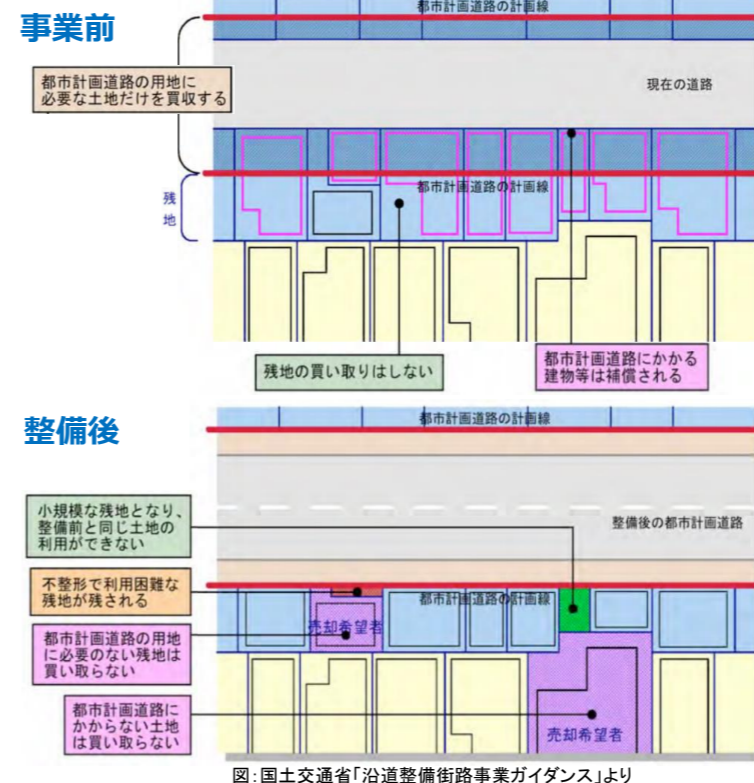 都市計画道路の計画線
事業前
都市計画道路の用地に
必要な土地だけを買収する
現在の道路
都市計画道路の計画線
残
地
残地の買い取りはしない
都市計画道路にかかる
建物等は補償される
整備後
都市計画道路の計画線
小規模な残地となり、
整備前と同じ土地の
利用ができない
整備後の都市計画道路
不整形で利用困難な
残地が残される
都市計画道路の計画線
売却希望者
都市計画道路の用地
に必要のない残地は
買い取らない
都市計画道路に
かからない土地
は買い取らない
売却希望者
図:国土交通省「沿道整備街路事業ガイダンス」より